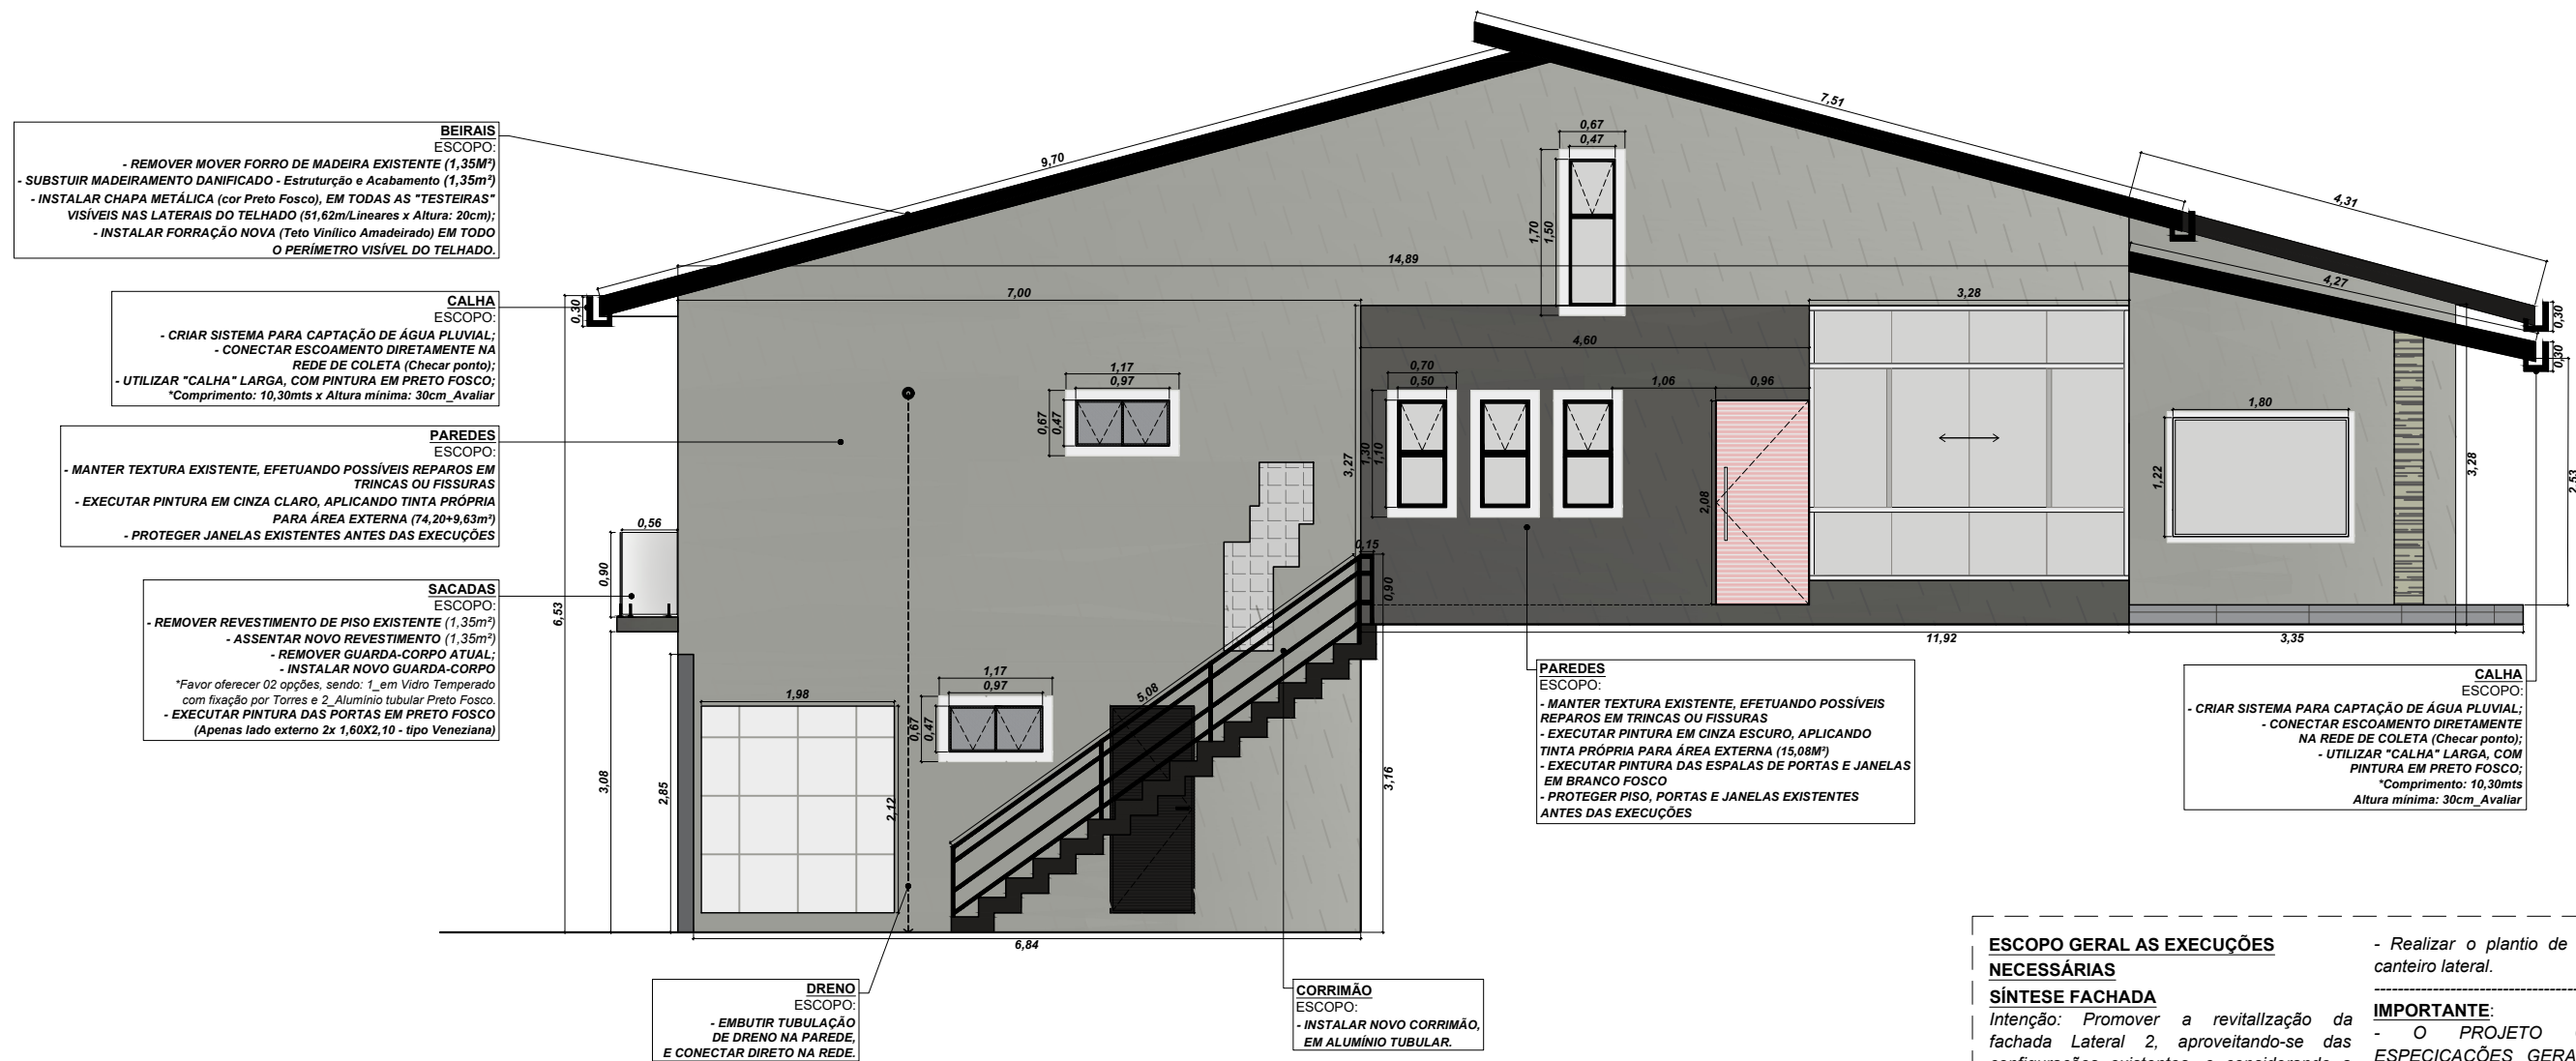 BEIRAIS
ESCOPO:
- REMOVER MOVER FORRO DE MADEIRA EXISTENTE (1,35M²)
- SUBSTUIR MADEIRAMENTO DANIFICADO - Estruturção e Acabamento (1,35m²)
- INSTALAR CHAPA METÁLICA (cor Preto Fosco), EM TODAS AS "TESTEIRAS"
VISÍVEIS NAS LATERAIS DO TELHADO (51,62m/Lineares x Altura: 20cm);
- INSTALAR FORRAÇÃO NOVA (Teto Vinílico Amadeirado) EM TODO
O PERÍMETRO VISÍVEL DO TELHADO.
CALHA
ESCOPO:
- CRIAR SISTEMA PARA CAPTAÇÃO DE ÁGUA PLUVIAL;
- CONECTAR ESCOAMENTO DIRETAMENTE NA
REDE DE COLETA (Checar ponto);
- UTILIZAR "CALHA" LARGA, COM PINTURA EM PRETO FOSCO;
*Comprimento: 10,30mts x Altura mínima: 30cm_Avaliar
PAREDES
ESCOPO:
- MANTER TEXTURA EXISTENTE, EFETUANDO POSSÍVEIS REPAROS EM
TRINCAS OU FISSURAS
- EXECUTAR PINTURA EM CINZA CLARO, APLICANDO TINTA PRÓPRIA
PARA ÁREA EXTERNA (74,20+9,63m²)
- PROTEGER JANELAS EXISTENTES ANTES DAS EXECUÇÕES
SACADAS
ESCOPO:
- REMOVER REVESTIMENTO DE PISO EXISTENTE (1,35m²)
- ASSENTAR NOVO REVESTIMENTO (1,35m²)
- REMOVER GUARDA-CORPO ATUAL;
- INSTALAR NOVO GUARDA-CORPO
*Favor oferecer 02 opções, sendo: 1_em Vidro Temperado
com fixação por Torres e 2_Alumínio tubular Preto Fosco.
- EXECUTAR PINTURA DAS PORTAS EM PRETO FOSCO
(Apenas lado externo 2x 1,60X2,10 - tipo Veneziana)
9,70
7,51
4,31
4,27
0,67
0,47
1,70
1,50
14,89
7,00
3,28
4,60
0,30
0,30
0,30
1,17
0,97
0,67
0,47
3,27
0,70
0,50
1,30
1,10
1,06
0,96
2,08
1,80
1,22
3,28
2,53
0,56
0,90
6,53
3,08
2,85
1,98
2,12
1,17
0,97
0,67
0,47
5,08
0,15
0,90
3,16
11,92
3,35
6,84
PAREDES
ESCOPO:
- MANTER TEXTURA EXISTENTE, EFETUANDO POSSÍVEIS
REPAROS EM TRINCAS OU FISSURAS
- EXECUTAR PINTURA EM CINZA ESCURO, APLICANDO
TINTA PRÓPRIA PARA ÁREA EXTERNA (15,08M²)
- EXECUTAR PINTURA DAS ESPALAS DE PORTAS E JANELAS
EM BRANCO FOSCO
- PROTEGER PISO, PORTAS E JANELAS EXISTENTES
ANTES DAS EXECUÇÕES
CALHA
ESCOPO:
- CRIAR SISTEMA PARA CAPTAÇÃO DE ÁGUA PLUVIAL;
- CONECTAR ESCOAMENTO DIRETAMENTE
NA REDE DE COLETA (Checar ponto);
- UTILIZAR "CALHA" LARGA, COM
PINTURA EM PRETO FOSCO;
*Comprimento: 10,30mts
Altura mínima: 30cm_Avaliar
DRENO
ESCOPO:
- EMBUTIR TUBULAÇÃO
DE DRENO NA PAREDE,
E CONECTAR DIRETO NA REDE.
CORRIMÃO
ESCOPO:
- INSTALAR NOVO CORRIMÃO,
EM ALUMÍNIO TUBULAR.
ESCOPO GERAL AS EXECUÇÕES
NECESSÁRIAS
SÍNTESE FACHADA
Intenção: Promover a revitalIzação da
fachada Lateral 2, aproveitando-se das
- Realizar o plantio de
canteiro lateral.
IMPORTANTE:
- O PROJETO